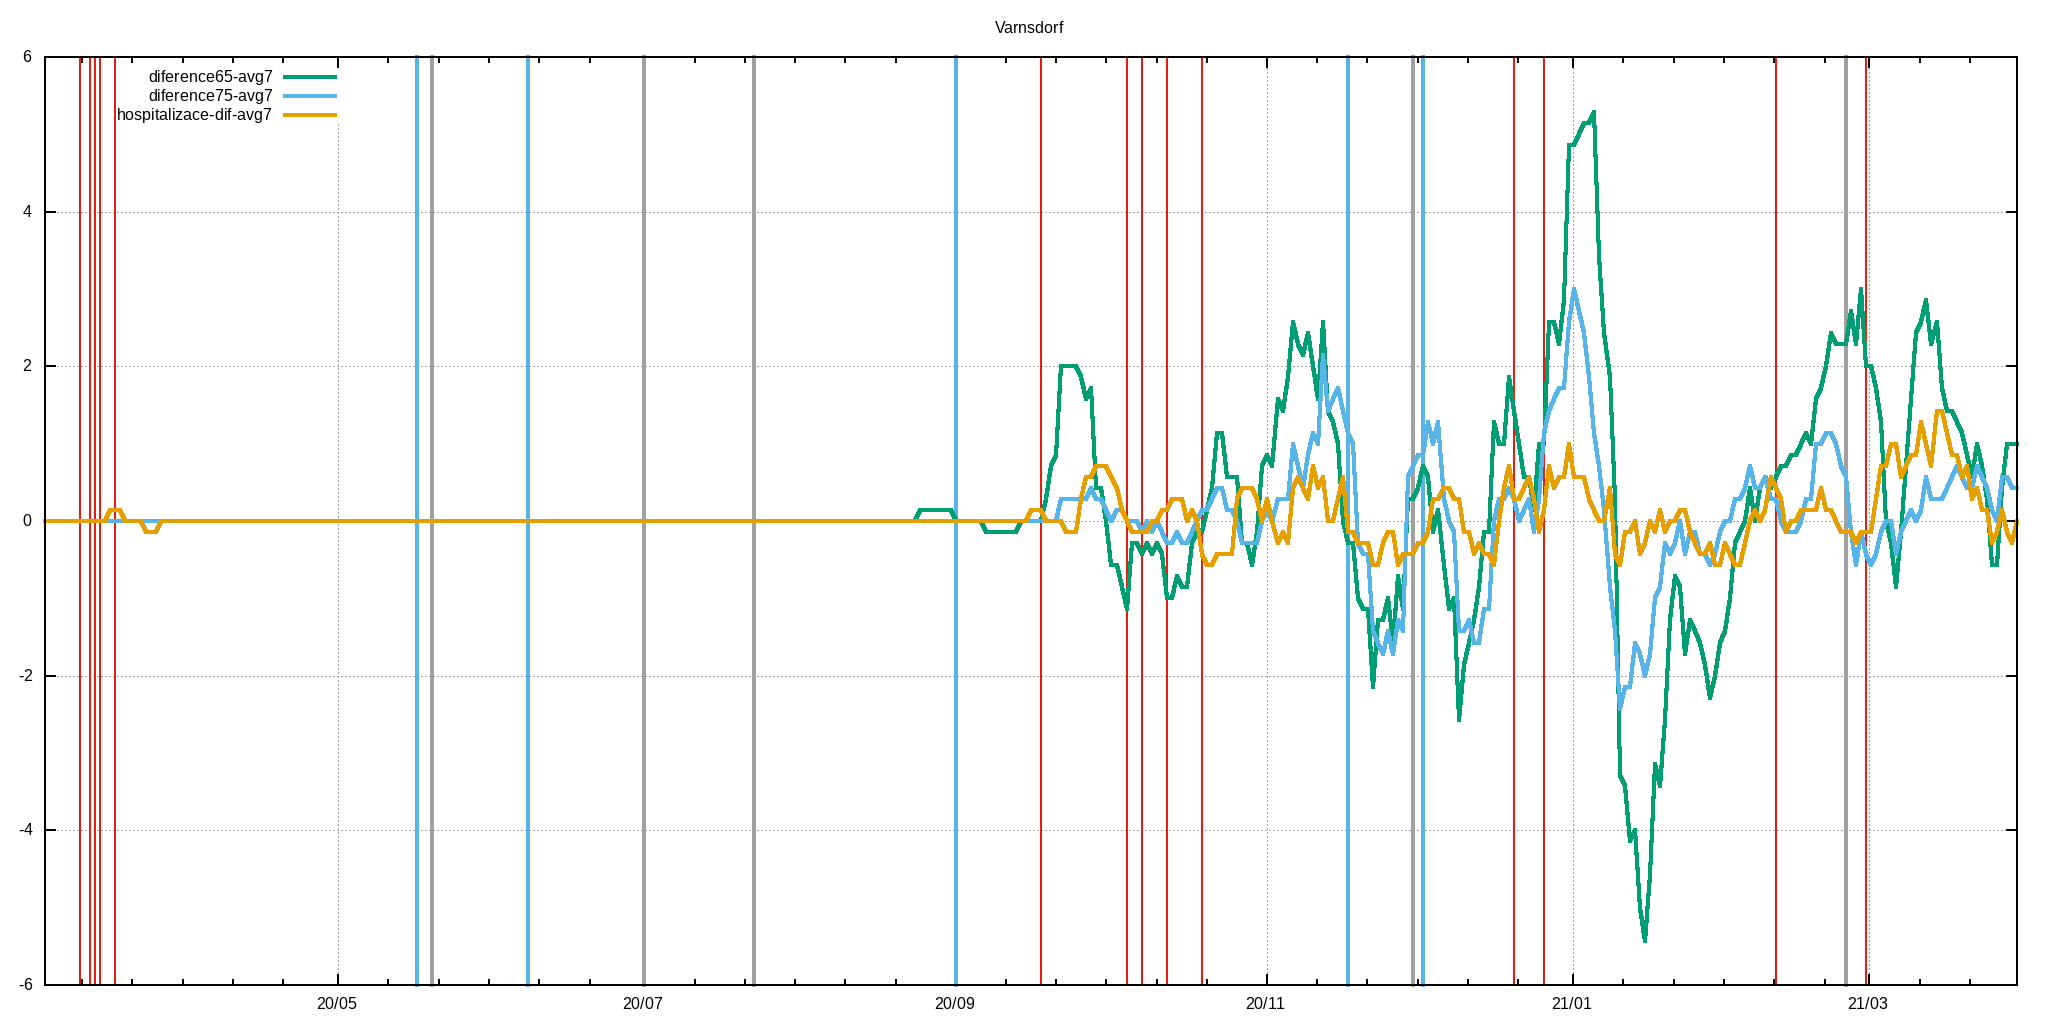 Varnsdorf
6
diference65-avg7
diference75-avg7
hospitalizace-dif-avg7
4
2
0
-2
-4
-6
20/05 20/07 20/09 20/11 21/01 21/03